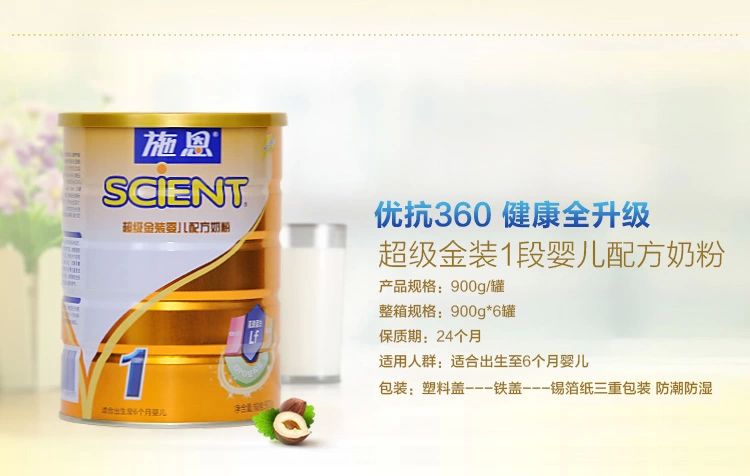 施恩
SCIENT
超级金装婴儿配方奶粉
Lf
1
适合出生至6个月婴儿
优抗360 健康全升级
超级金装1段婴儿配方奶粉
产品规格：900g/罐
整箱规格：900g*6罐
保质期：24个月
适用人群：适合出生至6个月婴儿
包装：塑料盖---铁盖---锡箔纸三重包装 防潮防湿